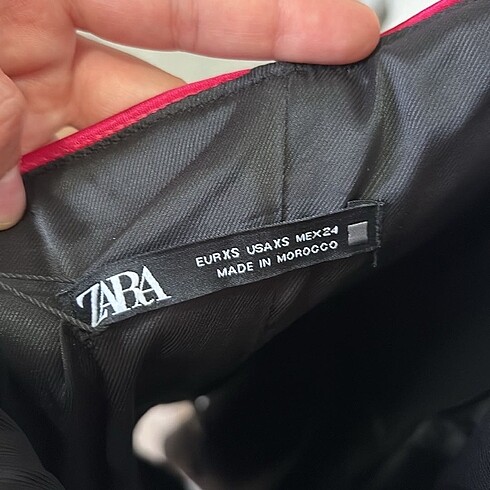 ZARA
EUR XS USA XS MEX 24
MADE IN MOROCCO